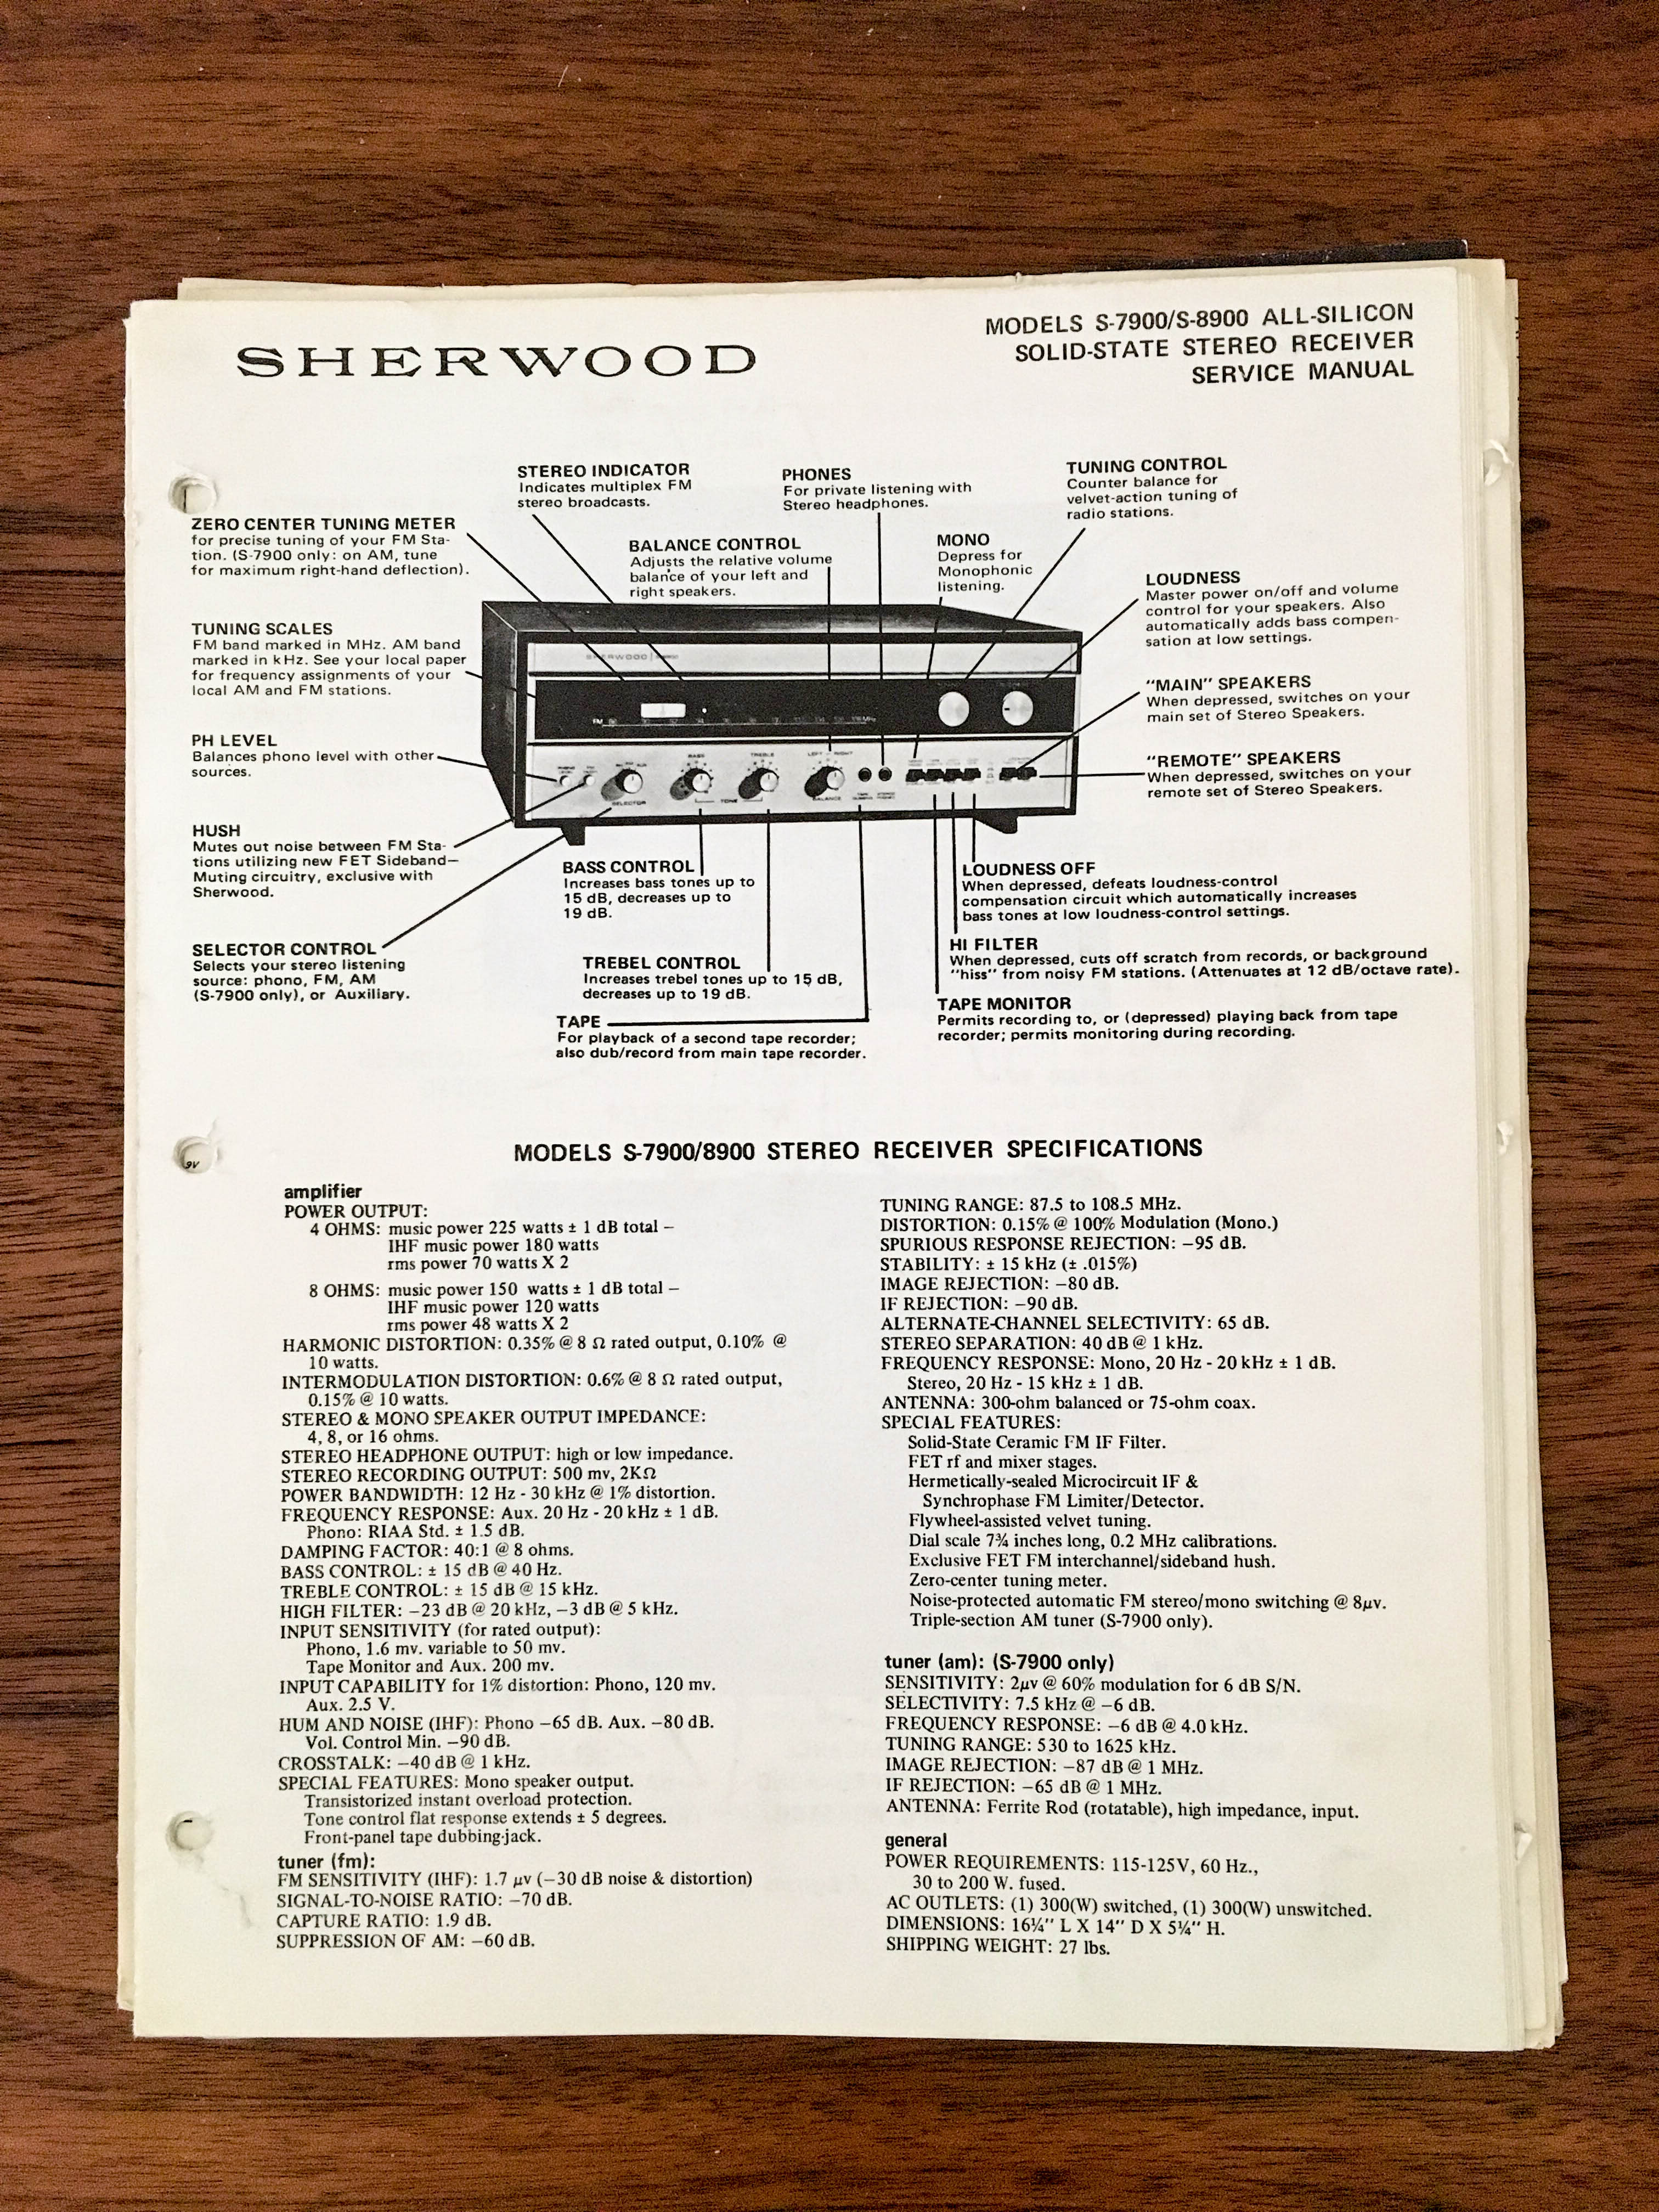 SHERWOOD
MODELS S-7900/S-8900 ALL-SILICON
SOLID-STATE STEREO RECEIVER
SERVICE MANUAL
STEREO INDICATOR
Indicates multiplex FM
stereo broadcasts.
PHONES
For private listening with
Stereo headphones.
TUNING CONTROL
Counter balance for
velvet-action tuning of
radio stations.
ZERO CENTER TUNING METER
for precise tuning of your FM Sta-
tion. (S-7900 only: on AM, tune
for maximum right-hand deflection).
BALANCE CONTROL
Adjusts the relative volume
balance of your left and
right speakers.
MONO
Depress for
Monophonic
listening.
LOUDNESS
Master power on/off and volume
control for your speakers. Also
automatically adds bass compen-
sation at low settings.
TUNING SCALES
FM band marked in MHz. AM band
marked in kHz. See your local paper
for frequency assignments of your
local AM and FM stations.
"MAIN" SPEAKERS
When depressed, switches on your
main set of Stereo Speakers.
PH LEVEL
Balances phono level with other
sources.
"REMOTE" SPEAKERS
When depressed, switches on your
remote set of Stereo Speakers.
SHERWOOD
FM
BASS
TREBLE
LEFT - RIGHT
SELECTOR
TONE
BALANCE
HUSH
Mutes out noise between FM Sta-
tions utilizing new FET Sideband—
Muting circuitry, exclusive with
Sherwood.
BASS CONTROL
Increases bass tones up to
15 dB, decreases up to
19 dB.
LOUDNESS OFF
When depressed, defeats loudness-control
compensation circuit which automatically increases
bass tones at low loudness-control settings.
SELECTOR CONTROL
Selects your stereo listening
source: phono, FM, AM
(S-7900 only), or Auxiliary.
TREBEL CONTROL
Increases trebel tones up to 15 dB,
decreases up to 19 dB.
HI FILTER
When depressed, cuts off scratch from records, or background
"hiss" from noisy FM stations. (Attenuates at 12 dB/octave rate).
TAPE
For playback of a second tape recorder;
also dub/record from main tape recorder.
TAPE MONITOR
Permits recording to, or (depressed) playing back from tape
recorder; permits monitoring during recording.
MODELS S-7900/8900 STEREO RECEIVER SPECIFICATIONS
amplifier
POWER OUTPUT:
4 OHMS: music power 225 watts ± 1 dB total –
IHF music power 180 watts
rms power 70 watts X 2
8 OHMS: music power 150 watts ± 1 dB total –
IHF music power 120 watts
rms power 48 watts X 2
HARMONIC DISTORTION: 0.35% @ 8 Ω rated output, 0.10% @
10 watts.
INTERMODULATION DISTORTION: 0.6% @ 8 Ω rated output,
0.15% @ 10 watts.
STEREO & MONO SPEAKER OUTPUT IMPEDANCE:
4, 8, or 16 ohms.
STEREO HEADPHONE OUTPUT: high or low impedance.
STEREO RECORDING OUTPUT: 500 mv, 2KΩ
POWER BANDWIDTH: 12 Hz - 30 kHz @ 1% distortion.
FREQUENCY RESPONSE: Aux. 20 Hz - 20 kHz ± 1 dB.
Phono: RIAA Std. ± 1.5 dB.
DAMPING FACTOR: 40:1 @ 8 ohms.
BASS CONTROL: ± 15 dB @ 40 Hz.
TREBLE CONTROL: ± 15 dB @ 15 kHz.
HIGH FILTER: –23 dB @ 20 kHz, –3 dB @ 5 kHz.
INPUT SENSITIVITY (for rated output):
Phono, 1.6 mv. variable to 50 mv.
Tape Monitor and Aux. 200 mv.
INPUT CAPABILITY for 1% distortion: Phono, 120 mv.
Aux. 2.5 V.
HUM AND NOISE (IHF): Phono –65 dB. Aux. –80 dB.
Vol. Control Min. –90 dB.
CROSSTALK: –40 dB @ 1 kHz.
SPECIAL FEATURES: Mono speaker output.
Transistorized instant overload protection.
Tone control flat response extends ± 5 degrees.
Front-panel tape dubbing-jack.
tuner (fm):
FM SENSITIVITY (IHF): 1.7 μv (–30 dB noise & distortion)
SIGNAL-TO-NOISE RATIO: –70 dB.
CAPTURE RATIO: 1.9 dB.
SUPPRESSION OF AM: –60 dB.
TUNING RANGE: 87.5 to 108.5 MHz.
DISTORTION: 0.15% @ 100% Modulation (Mono.)
SPURIOUS RESPONSE REJECTION: –95 dB.
STABILITY: ± 15 kHz (± .015%)
IMAGE REJECTION: –80 dB.
IF REJECTION: –90 dB.
ALTERNATE-CHANNEL SELECTIVITY: 65 dB.
STEREO SEPARATION: 40 dB @ 1 kHz.
FREQUENCY RESPONSE: Mono, 20 Hz - 20 kHz ± 1 dB.
Stereo, 20 Hz - 15 kHz ± 1 dB.
ANTENNA: 300-ohm balanced or 75-ohm coax.
SPECIAL FEATURES:
Solid-State Ceramic FM IF Filter.
FET rf and mixer stages.
Hermetically-sealed Microcircuit IF &
Synchrophase FM Limiter/Detector.
Flywheel-assisted velvet tuning.
Dial scale 7¾ inches long, 0.2 MHz calibrations.
Exclusive FET FM interchannel/sideband hush.
Zero-center tuning meter.
Noise-protected automatic FM stereo/mono switching @ 8μv.
Triple-section AM tuner (S-7900 only).
tuner (am): (S-7900 only)
SENSITIVITY: 2μv @ 60% modulation for 6 dB S/N.
SELECTIVITY: 7.5 kHz @ –6 dB.
FREQUENCY RESPONSE: –6 dB @ 4.0 kHz.
TUNING RANGE: 530 to 1625 kHz.
IMAGE REJECTION: –87 dB @ 1 MHz.
IF REJECTION: –65 dB @ 1 MHz.
ANTENNA: Ferrite Rod (rotatable), high impedance, input.
general
POWER REQUIREMENTS: 115-125V, 60 Hz.,
30 to 200 W. fused.
AC OUTLETS: (1) 300(W) switched, (1) 300(W) unswitched.
DIMENSIONS: 16¼" L X 14" D X 5¼" H.
SHIPPING WEIGHT: 27 lbs.